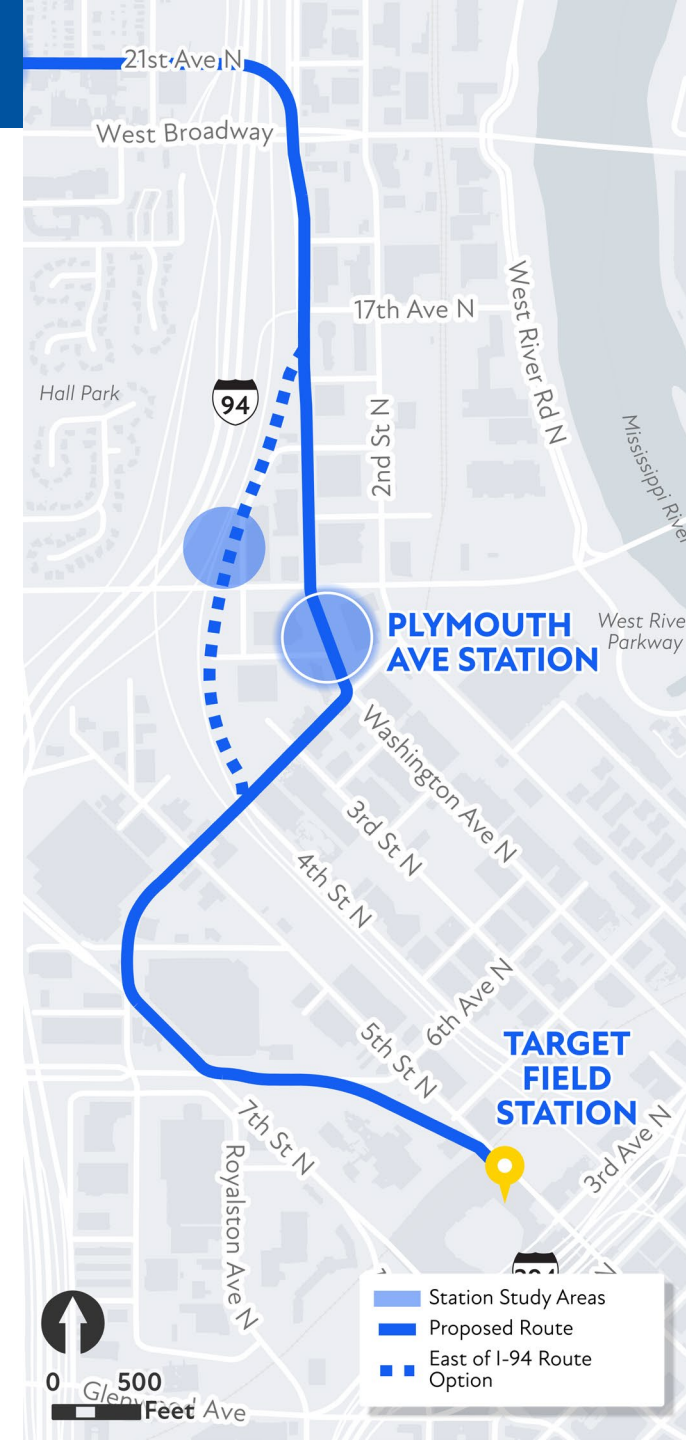 21st Ave N
West Broadway
17th Ave N
West River Rd N
Hall Park
94
2nd St N
Mississippi River
PLYMOUTH
AVE STATION
West Rive
Parkway
Washington Ave N
3rd St N
4th St N
6th Ave N
5th St N
TARGET
FIELD
STATION
3rd Ave N
7th St N
Royalston Ave N
N
Station Study Areas
Proposed Route
East of I-94 Route
Option
0 500
Feet
Ave